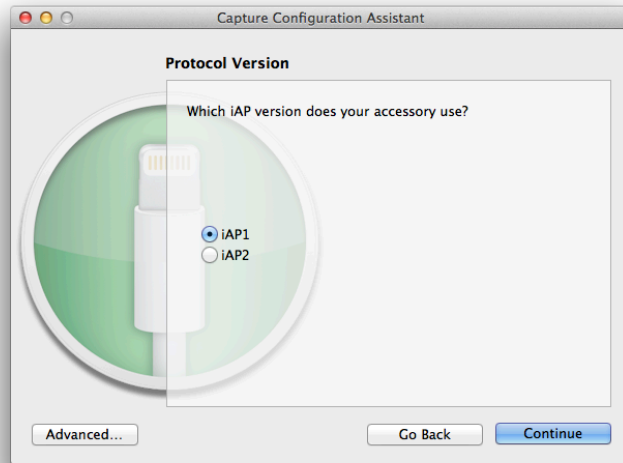 Capture Configuration Assistant
Protocol Version
Which iAP version does your accessory use?
iAP1
iAP2
Advanced...
Go Back
Continue